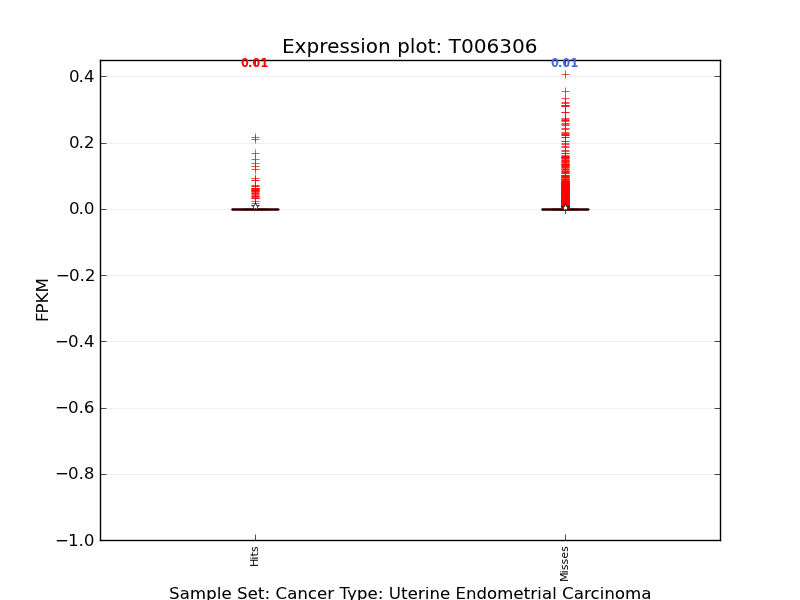 Expression plot: T006306
0.01
0.01
0.4
0.2
0.0
−0.2
−0.4
−0.6
−0.8
−1.0
FPKM
Hits
Misses
Sample Set: Cancer Type: Uterine Endometrial Carcinoma